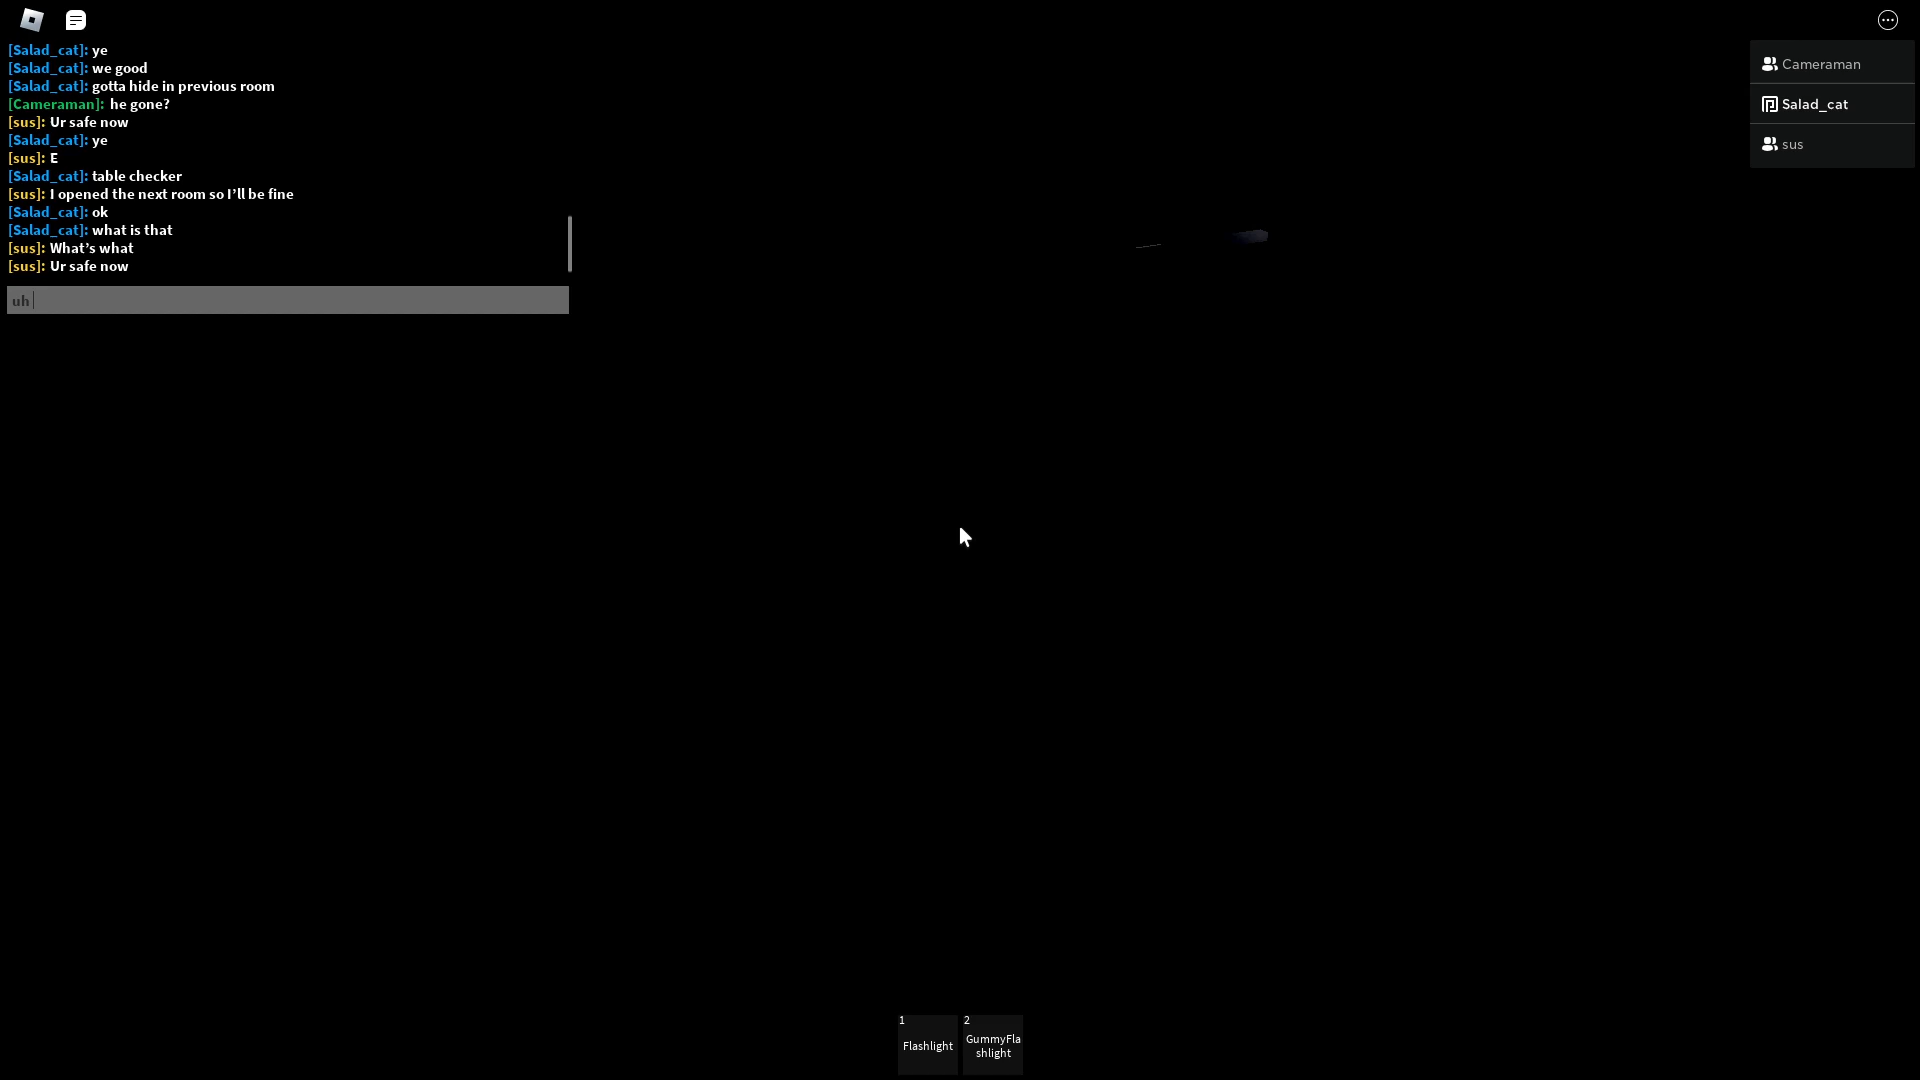 [Salad_cat]: ye
[Salad_cat]: we good
[Salad_cat]: gotta hide in previous room
[Cameraman]: he gone?
[sus]: Ur safe now
[Salad_cat]: ye
[sus]: E
[Salad_cat]: table checker
[sus]: I opened the next room so I’ll be fine
[Salad_cat]: ok
[Salad_cat]: what is that
[sus]: What’s what
[sus]: Ur safe now
uh
Cameraman
Salad_cat
sus
1
Flashlight
2
GummyFla
shlight